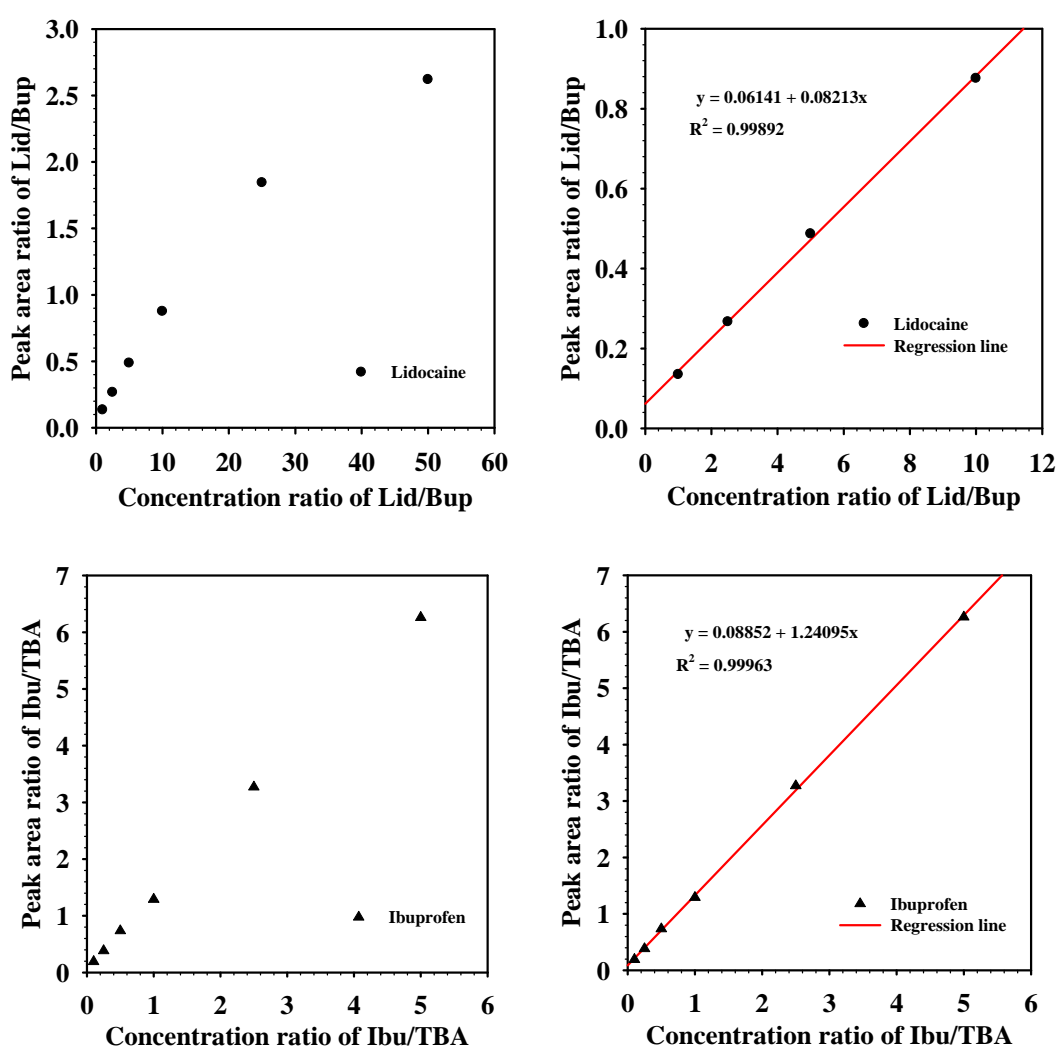 3.0
2.5
2.0
1.5
1.0
0.5
0.0
0 10 20 30 40 50 60
Peak area ratio of Lid/Bup
Concentration ratio of Lid/Bup
Lidocaine
1.0
0.8
0.6
0.4
0.2
0.0
0 2 4 6 8 10 12
Peak area ratio of Lid/Bup
Concentration ratio of Lid/Bup
y = 0.06141 + 0.08213x
R² = 0.99892
Lidocaine
Regression line
7
6
5
4
3
2
1
0
0 1 2 3 4 5 6
Peak area ratio of Ibu/TBA
Concentration ratio of Ibu/TBA
Ibuprofen
7
6
5
4
3
2
1
0
0 1 2 3 4 5 6
Peak area ratio of Ibu/TBA
Concentration ratio of Ibu/TBA
y = 0.08852 + 1.24095x
R² = 0.99963
Ibuprofen
Regression line